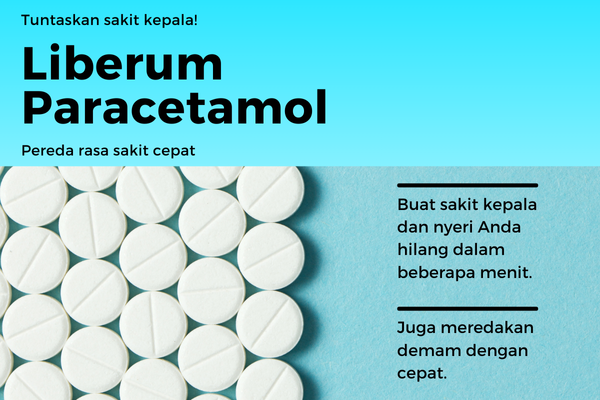 Tuntaskan sakit kepala!
Liberum
Paracetamol
Pereda rasa sakit cepat
Buat sakit kepala
dan nyeri Anda
hilang dalam
beberapa menit.
Juga meredakan
demam dengan
cepat.